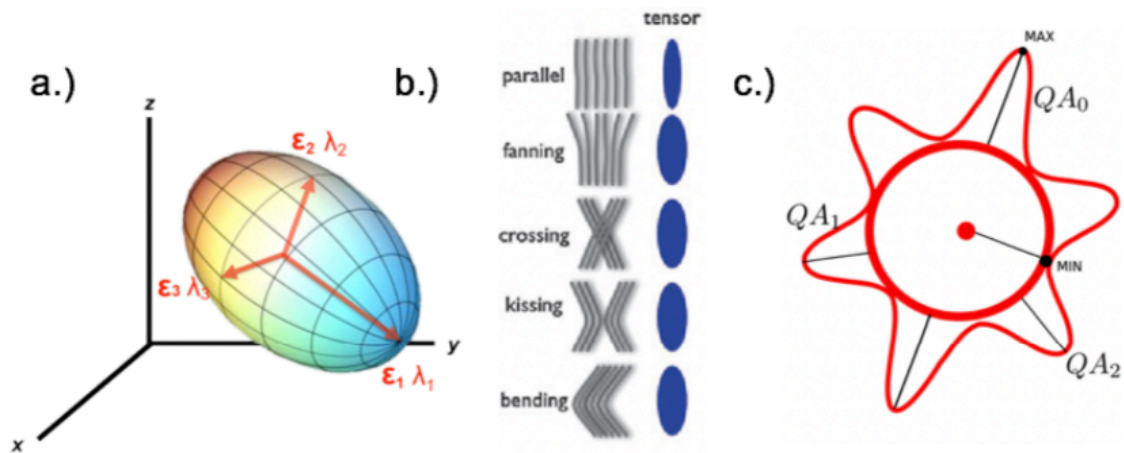 a.)
z
ε₂ λ₂
ε₃ λ₃
ε₁ λ₁
y
x
b.)
tensor
parallel
fanning
crossing
kissing
bending
c.)
MAX
QA₀
QA₁
MIN
QA₂